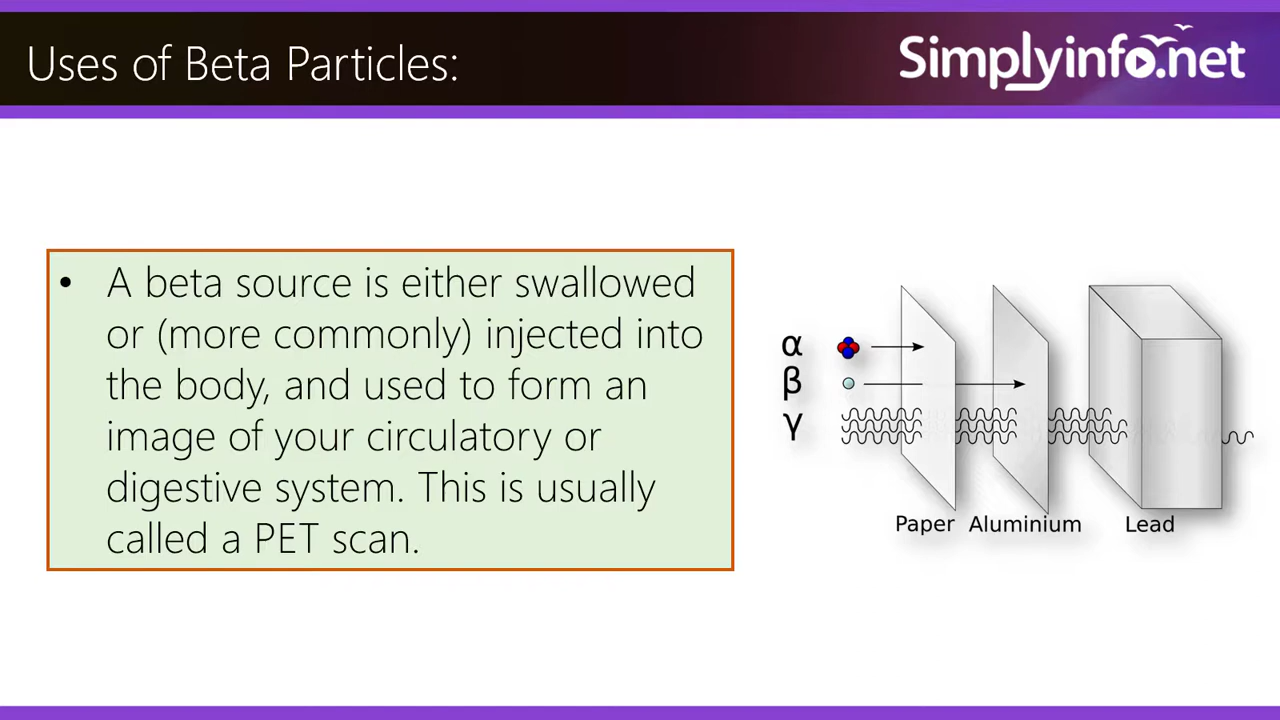 Uses of Beta Particles:
Simplyinfo.net
• A beta source is either swallowed
or (more commonly) injected into
the body, and used to form an
image of your circulatory or
digestive system. This is usually
called a PET scan.
α
β
γ
Paper Aluminium Lead